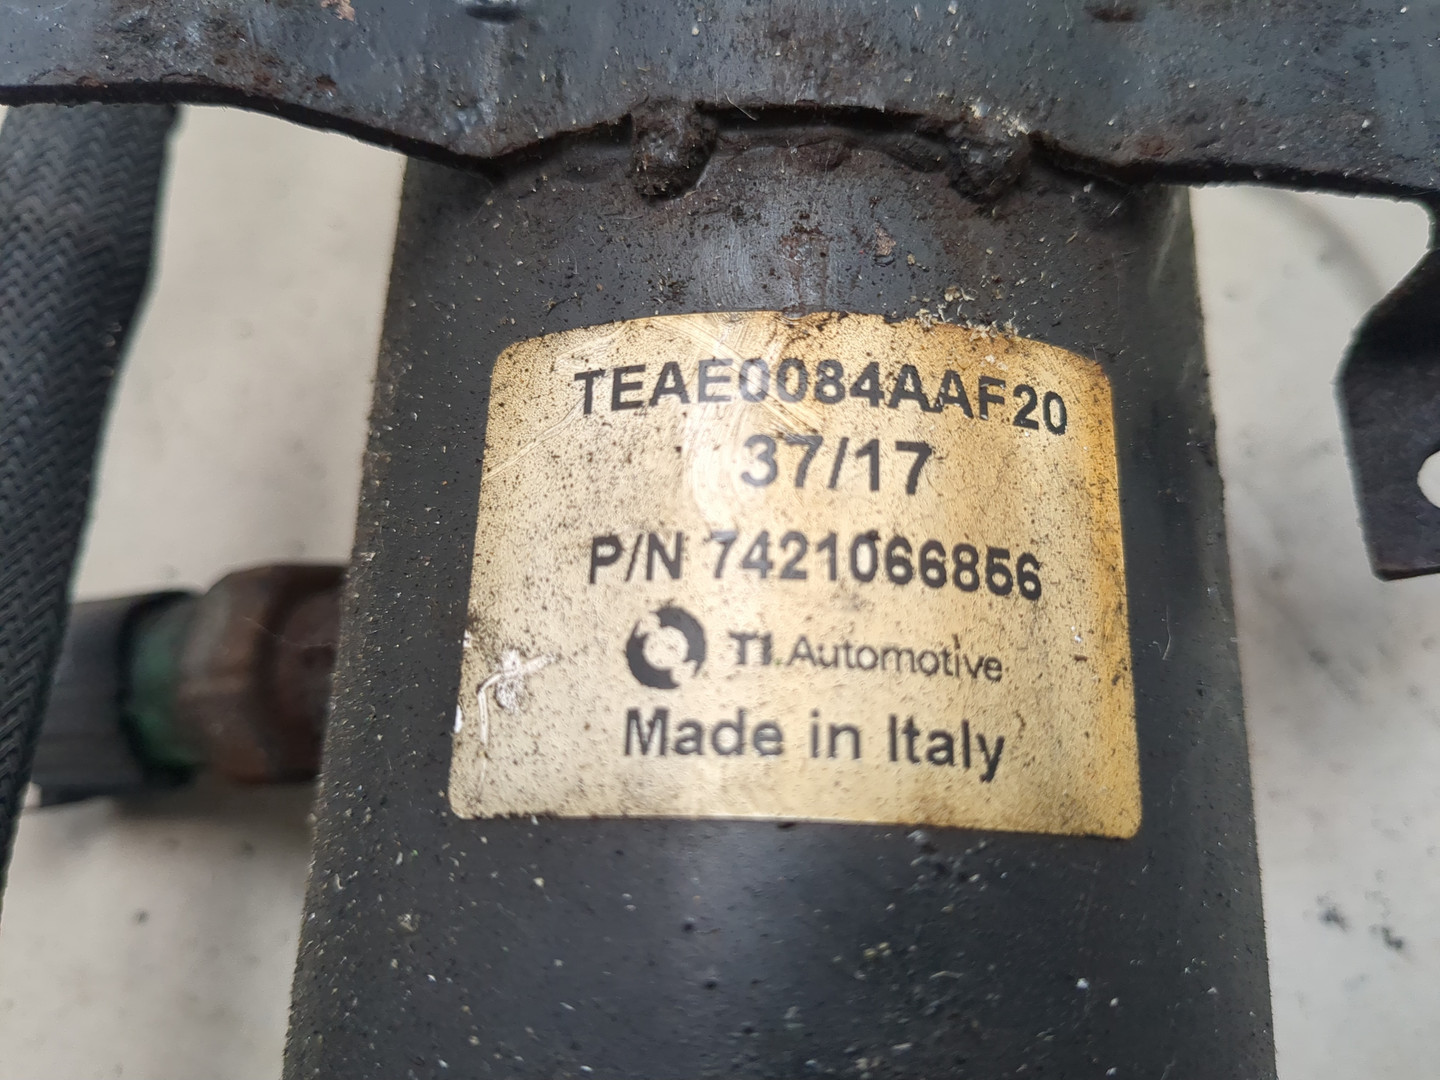 TEAE0084AAF20
37/17
P/N 7421066856
TI Automotive
Made in Italy